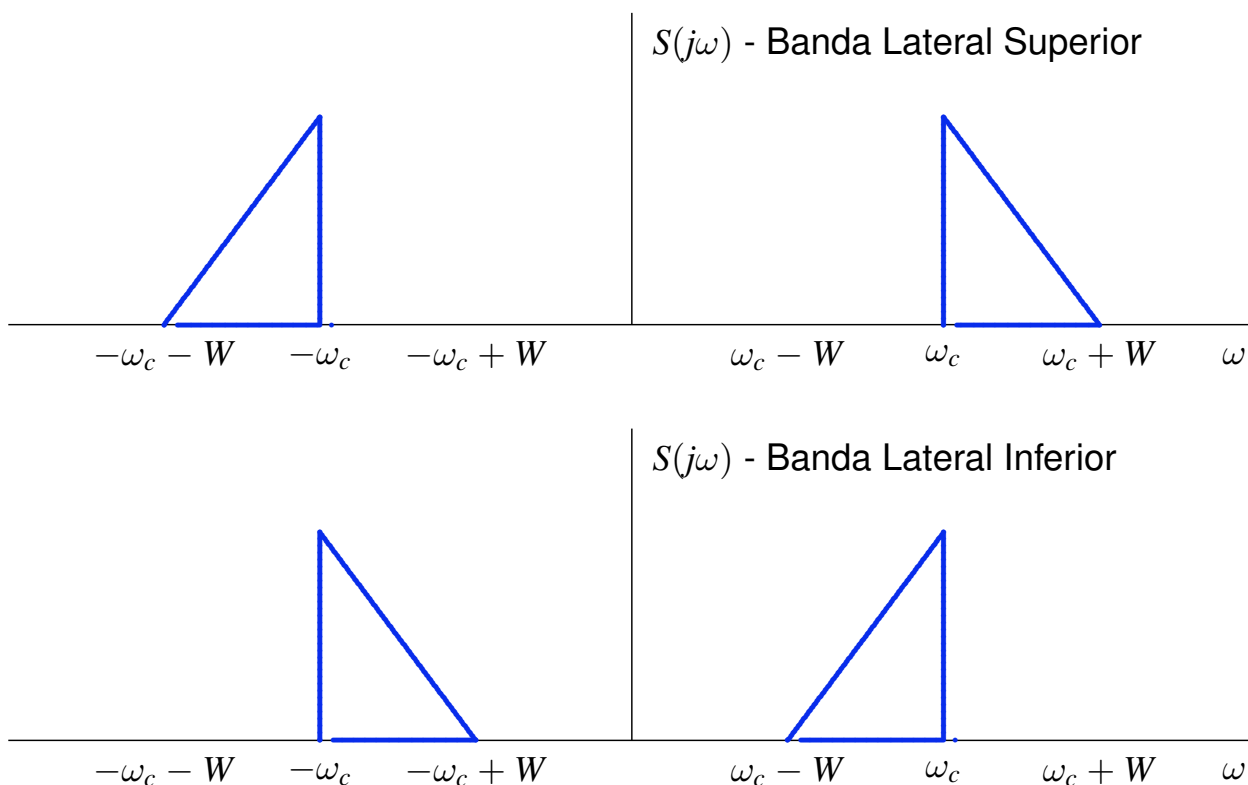 S(jω) - Banda Lateral Superior
−ω_c − W −ω_c −ω_c + W ω_c − W ω_c ω_c + W ω
S(jω) - Banda Lateral Inferior
−ω_c − W −ω_c −ω_c + W ω_c − W ω_c ω_c + W ω